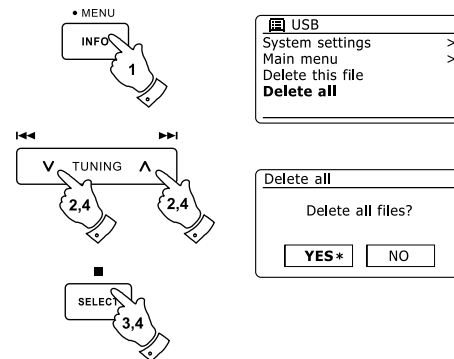 • MENU
INFO
1
V TUNING Λ
2,4
2,4
SELECT
3,4
USB
System settings >
Main menu >
Delete this file
Delete all
Delete all
Delete all files?
YES* NO